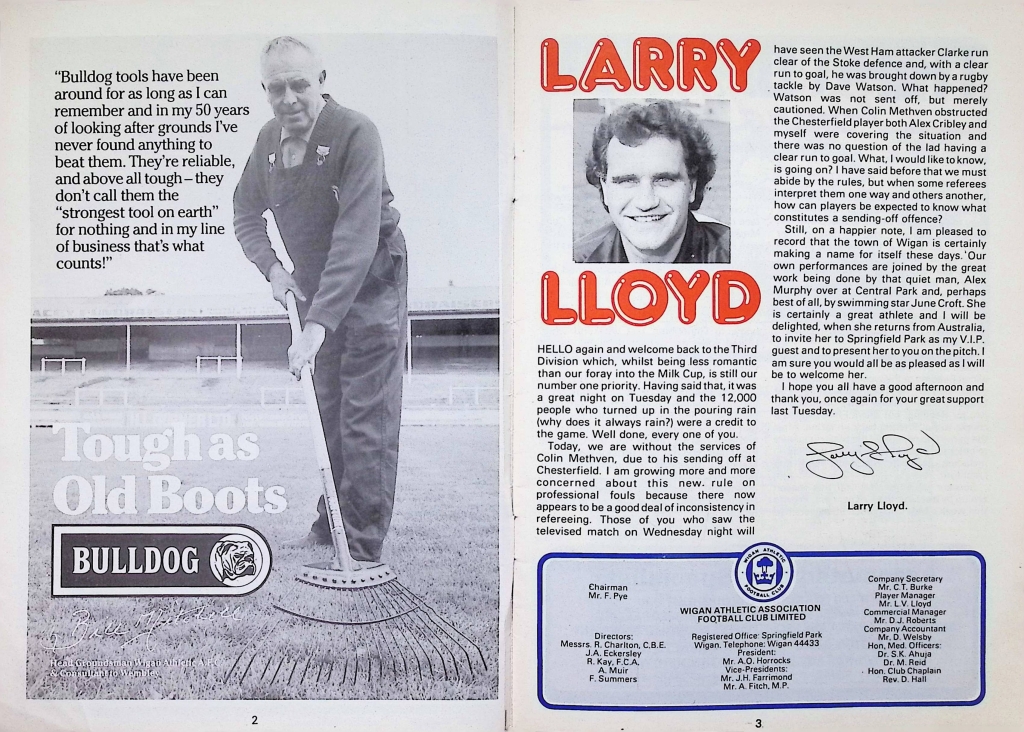 "Bulldog tools have been
around for as long as I can
remember and in my 50 years
of looking after grounds I've
never found anything to
beat them. They're reliable,
and above all tough – they
don't call them the
"strongest tool on earth"
for nothing and in my line
of business that's what
counts!"
Tough as
Old Boots
BULLDOG
Head Groundsman Wigan Athletic A.F.C.
& Consultant to Wembley.
2
LARRY
LLOYD
HELLO again and welcome back to the Third
Division which, whilst being less romantic
than our foray into the Milk Cup, is still our
number one priority. Having said that, it was
a great night on Tuesday and the 12,000
people who turned up in the pouring rain
(why does it always rain?) were a credit to
the game. Well done, every one of you.
Today, we are without the services of
Colin Methven, due to his sending off at
Chesterfield. I am growing more and more
concerned about this new. rule on
professional fouls because there now
appears to be a good deal of inconsistency in
refereeing. Those of you who saw the
televised match on Wednesday night will
have seen the West Ham attacker Clarke run
clear of the Stoke defence and, with a clear
run to goal, he was brought down by a rugby
tackle by Dave Watson. What happened?
Watson was not sent off, but merely
cautioned. When Colin Methven obstructed
the Chesterfield player both Alex Cribley and
myself were covering the situation and
there was no question of the lad having a
clear run to goal. What, I would like to know,
is going on? I have said before that we must
abide by the rules, but when some referees
interpret them one way and others another,
how can players be expected to know what
constitutes a sending-off offence?
Still, on a happier note, I am pleased to
record that the town of Wigan is certainly
making a name for itself these days. Our
own performances are joined by the great
work being done by that quiet man, Alex
Murphy over at Central Park and, perhaps
best of all, by swimming star June Croft. She
is certainly a great athlete and I will be
delighted, when she returns from Australia,
to invite her to Springfield Park as my V.I.P.
guest and to present her to you on the pitch. I
am sure you would all be as pleased as I will
be to welcome her.
I hope you all have a good afternoon and
thank you, once again for your great support
last Tuesday.
Larry Lloyd
Larry Lloyd.
WIGAN ATHLETIC
FOOTBALL CLUB
Chairman
Mr. F. Pye
Directors:
Messrs. R. Charlton, C.B.E.
J.A. Eckersley
R. Kay, F.C.A.
A. Muir
F. Summers
WIGAN ATHLETIC ASSOCIATION
FOOTBALL CLUB LIMITED
Registered Office: Springfield Park
Wigan. Telephone: Wigan 44433
President:
Mr. A.O. Horrocks
Vice-Presidents:
Mr. J.H. Farrimond
Mr. A. Fitch, M.P.
Company Secretary
Mr. C.T. Burke
Player Manager
Mr. L.V. Lloyd
Commercial Manager
Mr. D.J. Roberts
Company Accountant
Mr. D. Welsby
Hon, Med. Officers:
Dr. S.K. Ahuja
Dr. M. Reid
Hon. Club Chaplain
Rev. D. Hall
3